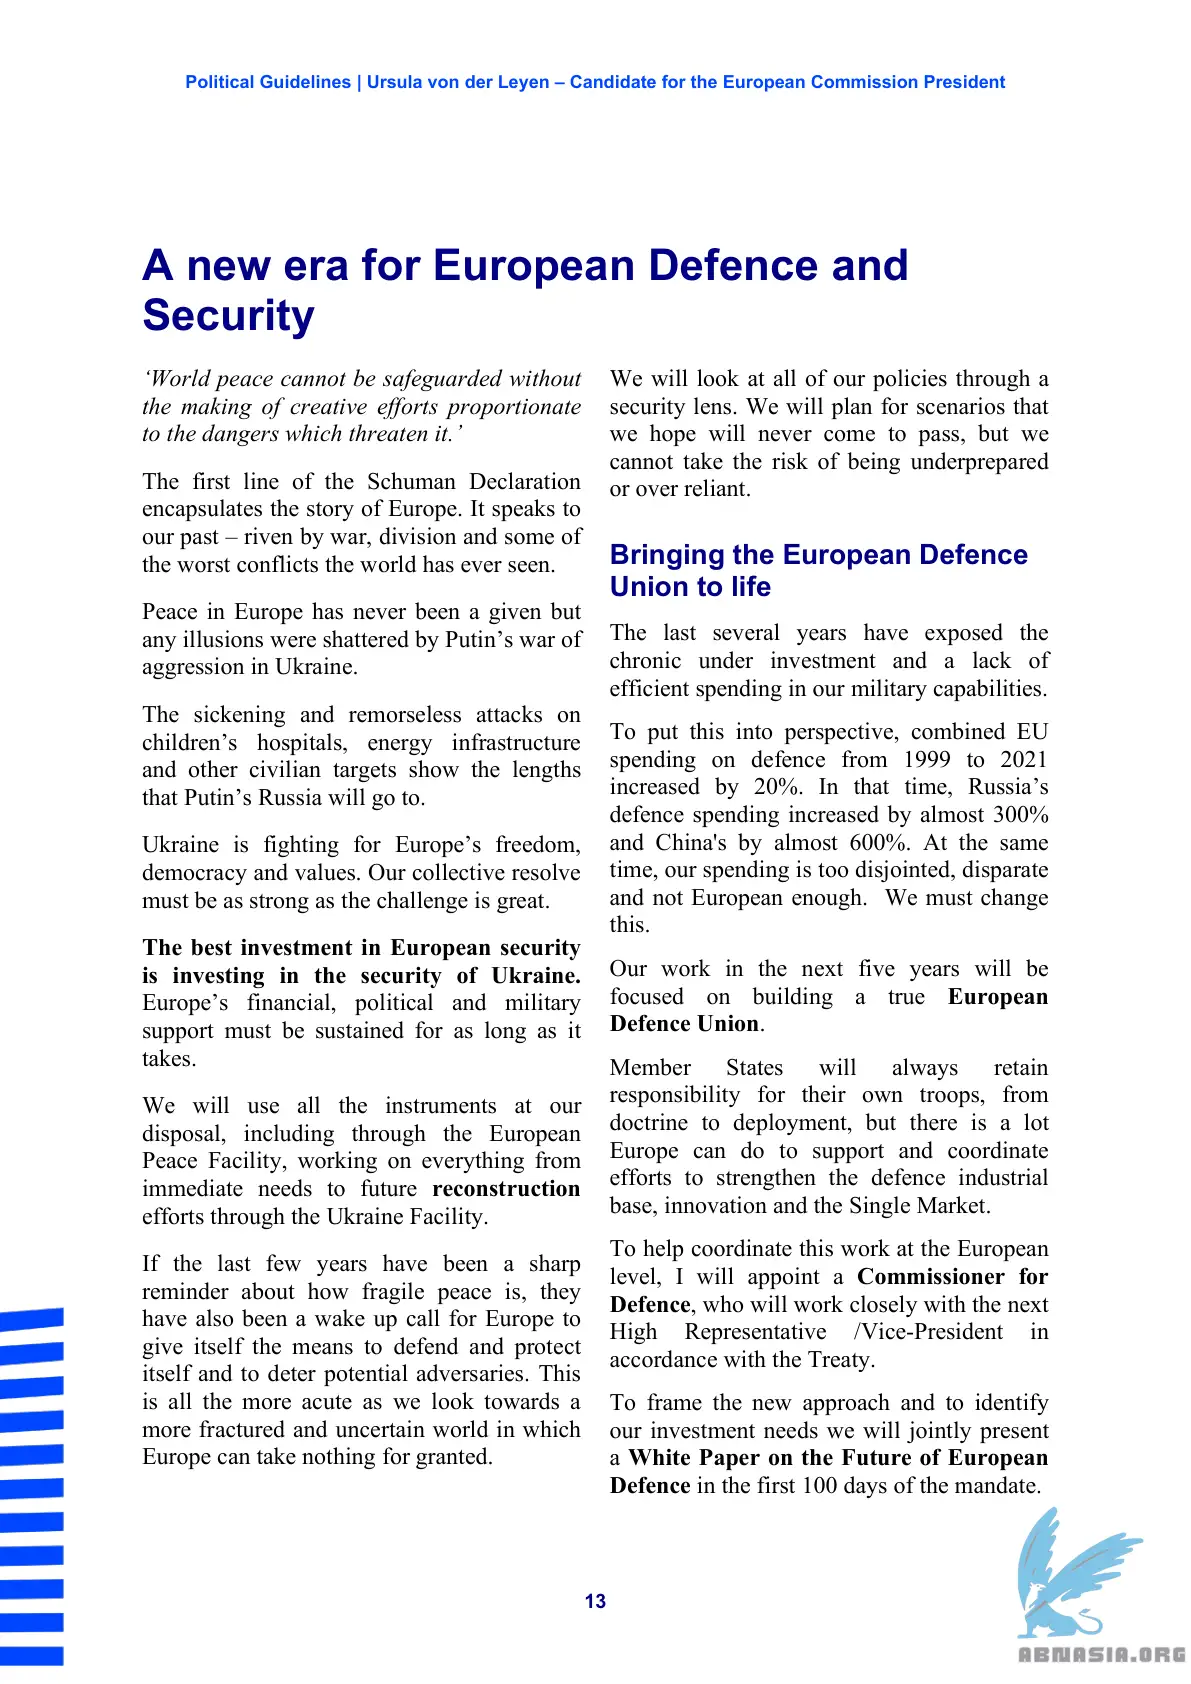 Political Guidelines | Ursula von der Leyen – Candidate for the European Commission President
A new era for European Defence and
Security
‘World peace cannot be safeguarded without
the making of creative efforts proportionate
to the dangers which threaten it.’
The first line of the Schuman Declaration
encapsulates the story of Europe. It speaks to
our past – riven by war, division and some of
the worst conflicts the world has ever seen.
Peace in Europe has never been a given but
any illusions were shattered by Putin’s war of
aggression in Ukraine.
The sickening and remorseless attacks on
children’s hospitals, energy infrastructure
and other civilian targets show the lengths
that Putin’s Russia will go to.
Ukraine is fighting for Europe’s freedom,
democracy and values. Our collective resolve
must be as strong as the challenge is great.
The best investment in European security
is investing in the security of Ukraine.
Europe’s financial, political and military
support must be sustained for as long as it
takes.
We will use all the instruments at our
disposal, including through the European
Peace Facility, working on everything from
immediate needs to future reconstruction
efforts through the Ukraine Facility.
If the last few years have been a sharp
reminder about how fragile peace is, they
have also been a wake up call for Europe to
give itself the means to defend and protect
itself and to deter potential adversaries. This
is all the more acute as we look towards a
more fractured and uncertain world in which
Europe can take nothing for granted.
We will look at all of our policies through a
security lens. We will plan for scenarios that
we hope will never come to pass, but we
cannot take the risk of being underprepared
or over reliant.
Bringing the European Defence
Union to life
The last several years have exposed the
chronic under investment and a lack of
efficient spending in our military capabilities.
To put this into perspective, combined EU
spending on defence from 1999 to 2021
increased by 20%. In that time, Russia’s
defence spending increased by almost 300%
and China's by almost 600%. At the same
time, our spending is too disjointed, disparate
and not European enough.  We must change
this.
Our work in the next five years will be
focused on building a true European
Defence Union.
Member States will always retain
responsibility for their own troops, from
doctrine to deployment, but there is a lot
Europe can do to support and coordinate
efforts to strengthen the defence industrial
base, innovation and the Single Market.
To help coordinate this work at the European
level, I will appoint a Commissioner for
Defence, who will work closely with the next
High Representative /Vice-President in
accordance with the Treaty.
To frame the new approach and to identify
our investment needs we will jointly present
a White Paper on the Future of European
Defence in the first 100 days of the mandate.
13
ABNASIA.ORG